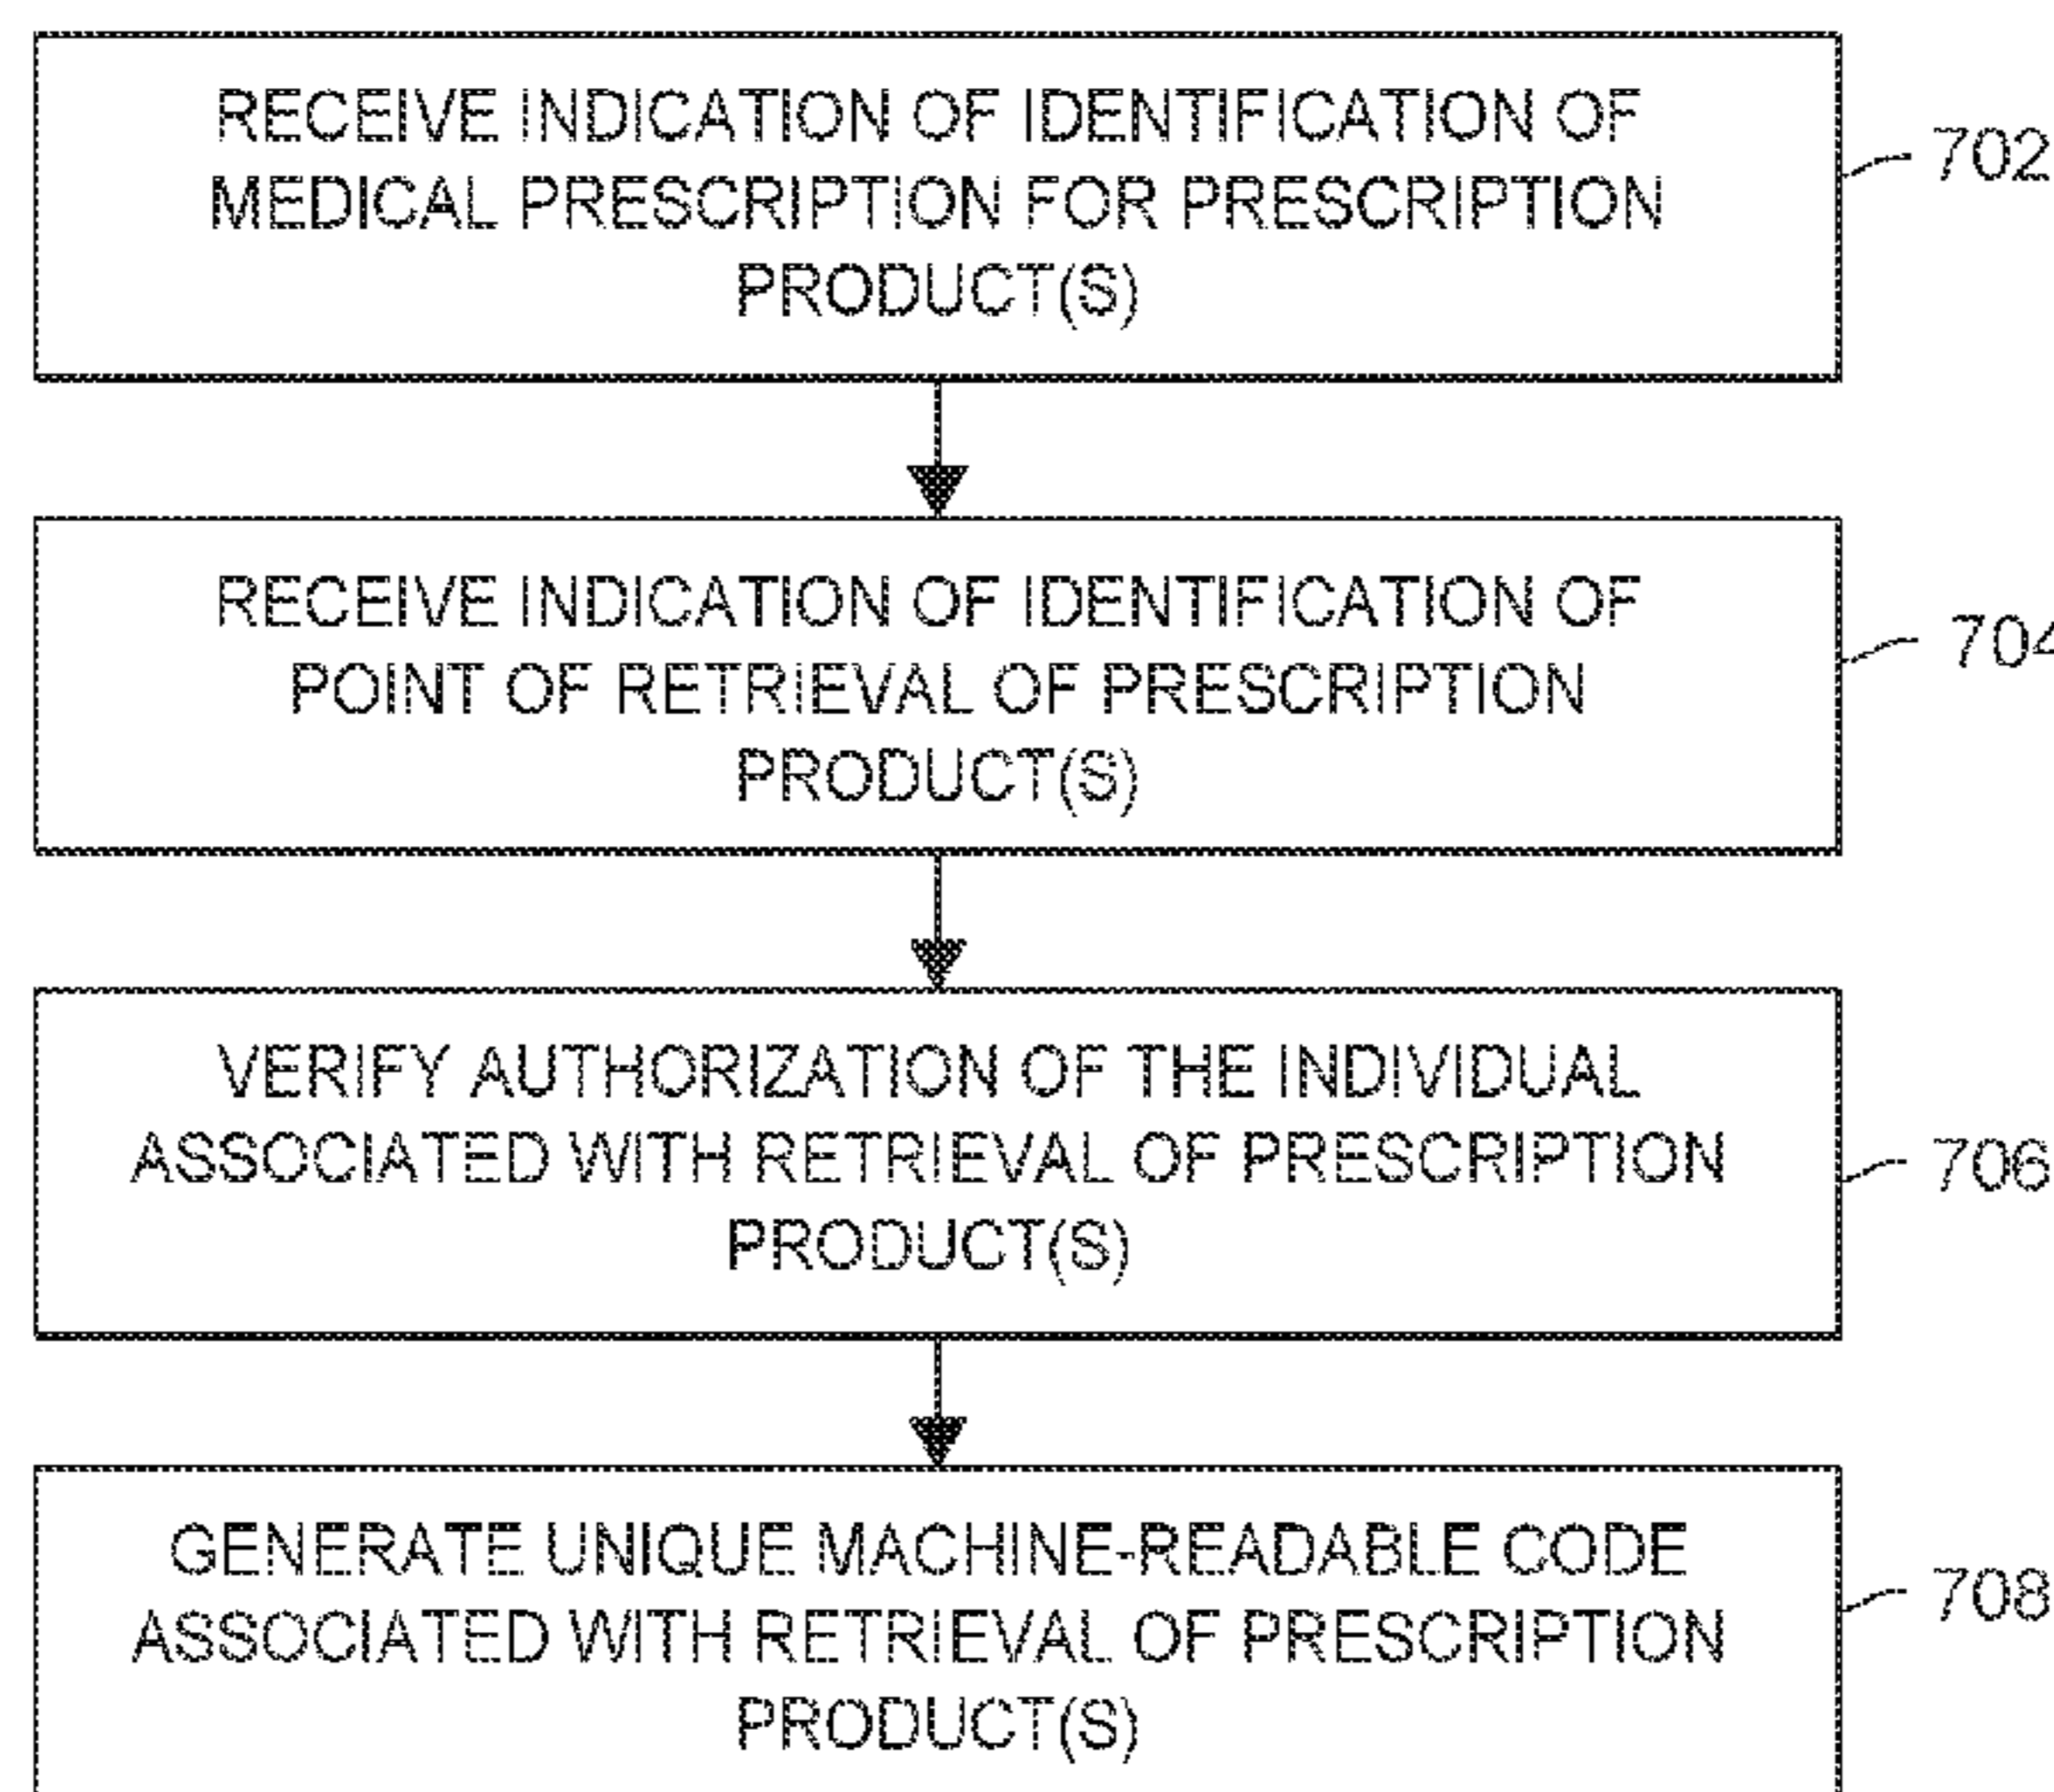 RECEIVE INDICATION OF IDENTIFICATION OF
MEDICAL PRESCRIPTION FOR PRESCRIPTION
PRODUCT(S)
702
RECEIVE INDICATION OF IDENTIFICATION OF
POINT OF RETRIEVAL OF PRESCRIPTION
PRODUCT(S)
704
VERIFY AUTHORIZATION OF THE INDIVIDUAL
ASSOCIATED WITH RETRIEVAL OF PRESCRIPTION
PRODUCT(S)
706
GENERATE UNIQUE MACHINE-READABLE CODE
ASSOCIATED WITH RETRIEVAL OF PRESCRIPTION
PRODUCT(S)
708